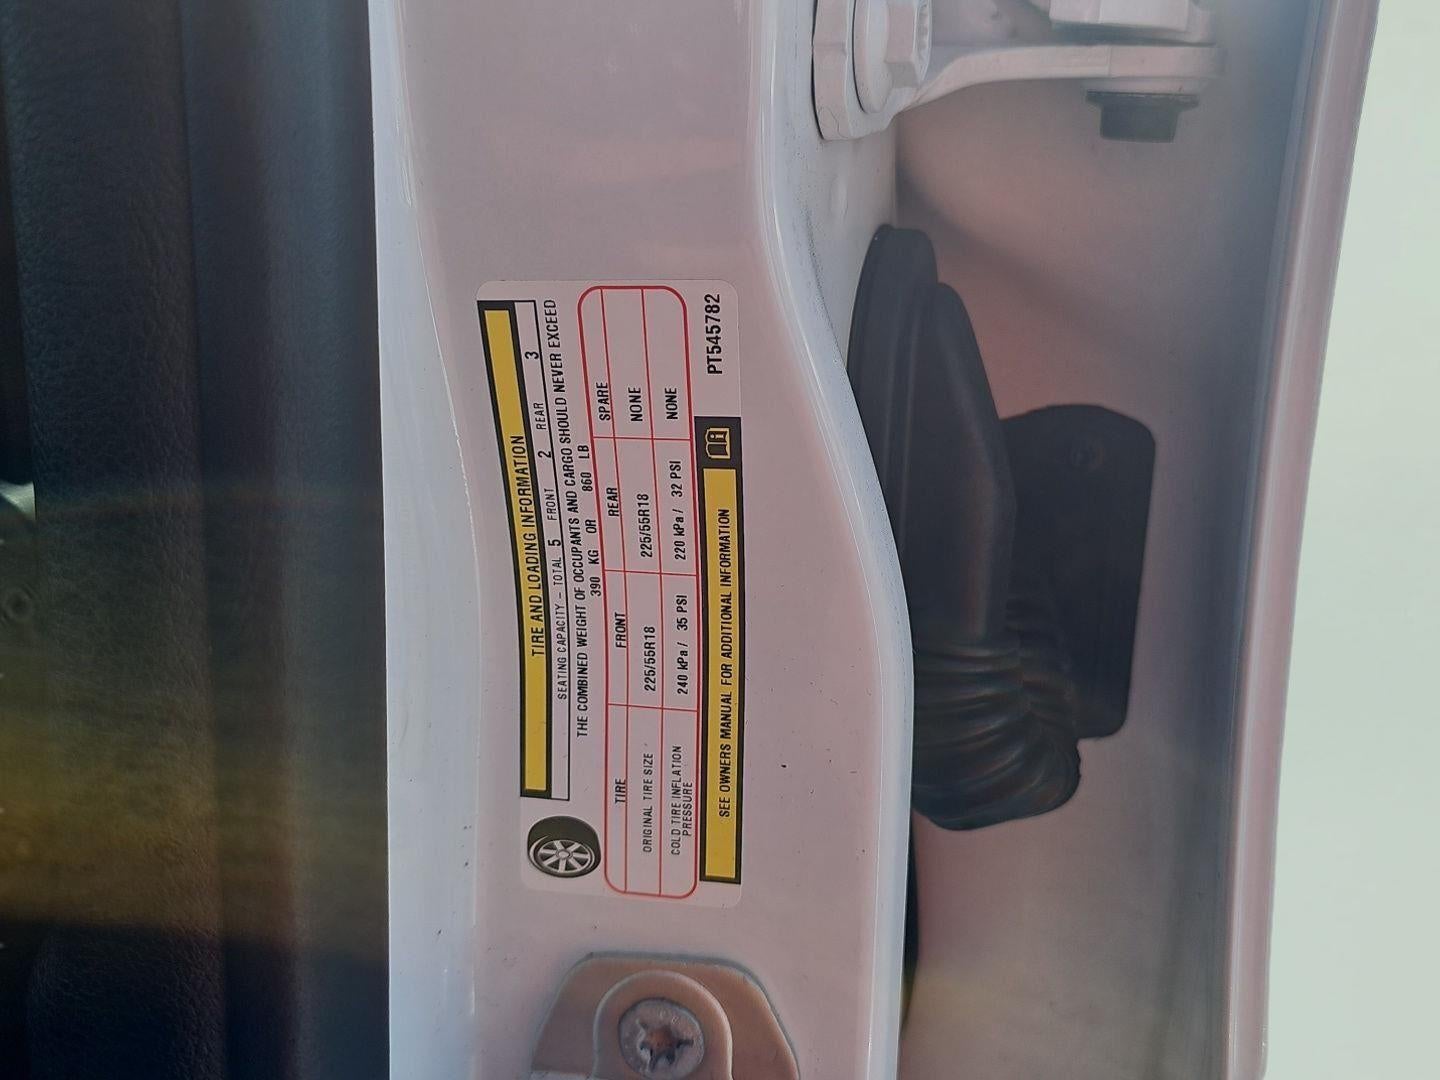 TIRE AND LOADING INFORMATION
SEATING CAPACITY – TOTAL 5 FRONT 2 REAR 3
THE COMBINED WEIGHT OF OCCUPANTS AND CARGO SHOULD NEVER EXCEED
390 KG OR 860 LB
TIRE FRONT REAR SPARE
ORIGINAL TIRE SIZE 225/55R18 225/55R18 NONE
COLD TIRE INFLATION
PRESSURE 240 kPa / 35 PSI 220 kPa / 32 PSI NONE
SEE OWNERS MANUAL FOR ADDITIONAL INFORMATION
PT545782